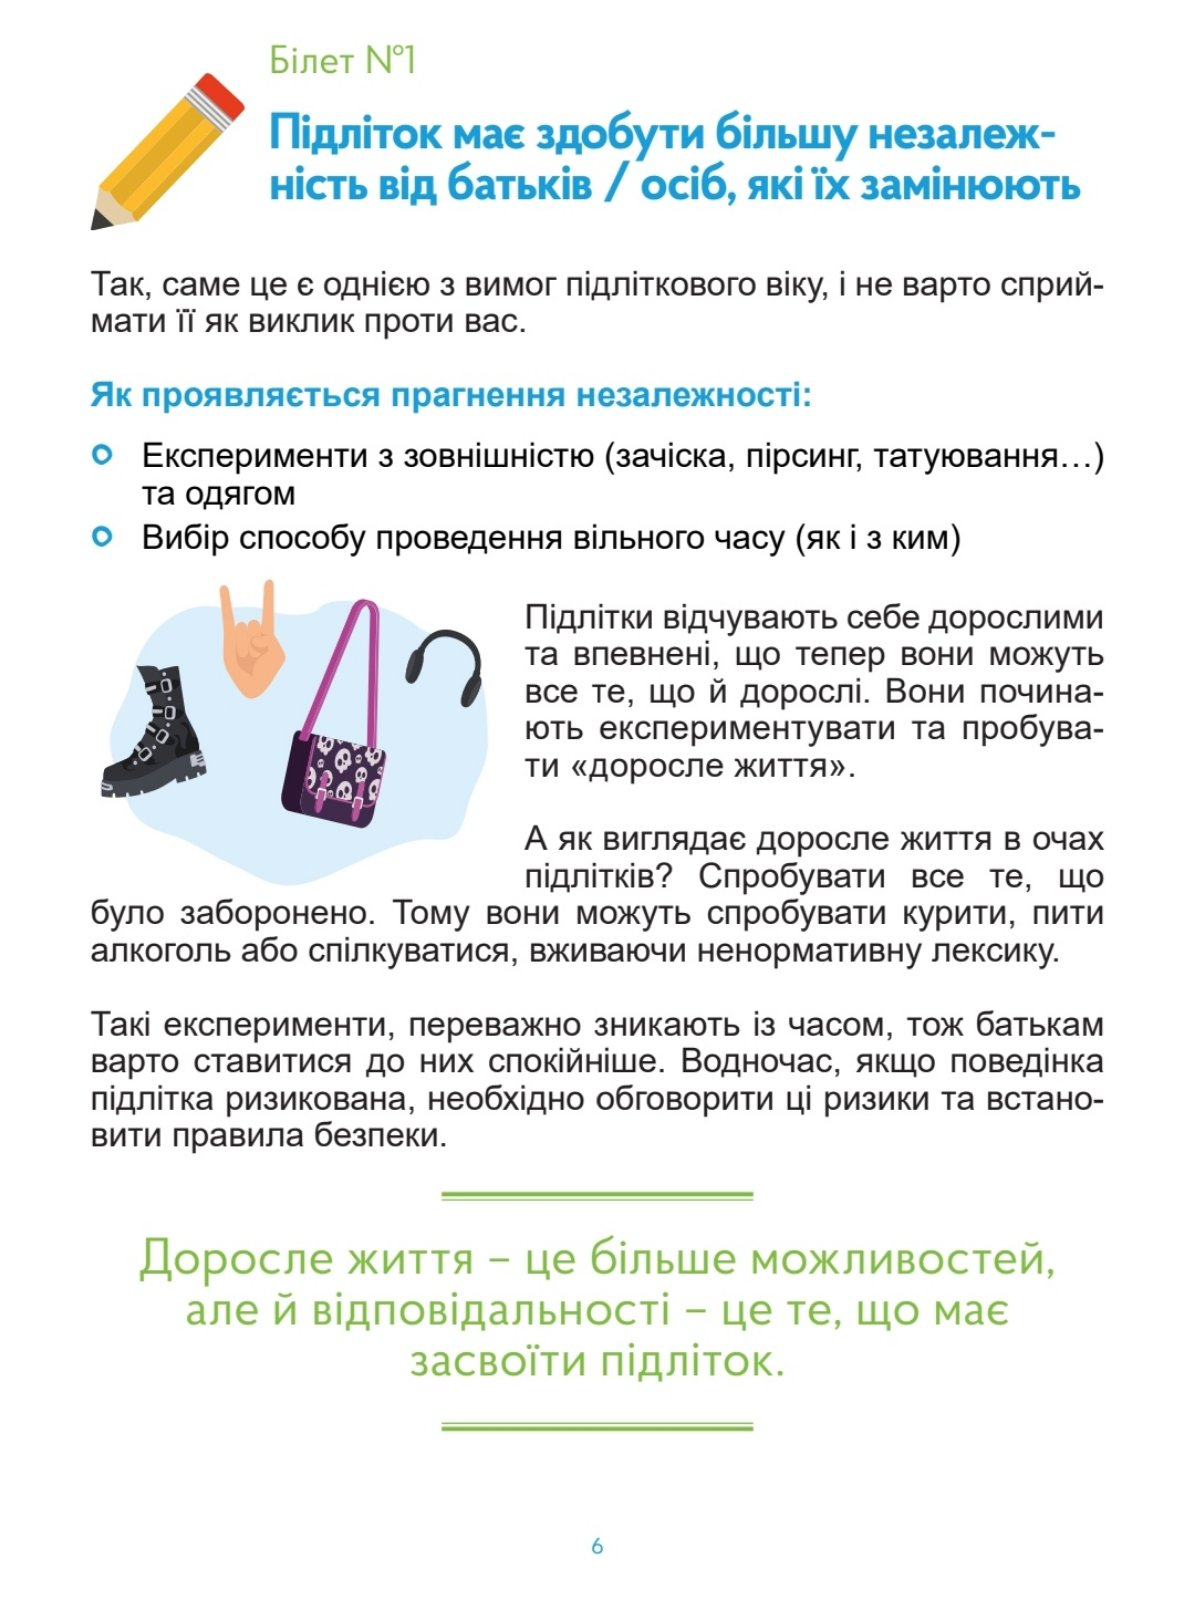 Білет №1
Підліток має здобути більшу незалеж-
ність від батьків / осіб, які їх замінюють
Так, саме це є однією з вимог підліткового віку, і не варто сприй-
мати її як виклик проти вас.
Як проявляється прагнення незалежності:
Експерименти з зовнішністю (зачіска, пірсинг, татуювання…)
та одягом
Вибір способу проведення вільного часу (як і з ким)
Підлітки відчувають себе дорослими
та впевнені, що тепер вони можуть
все те, що й дорослі. Вони почина-
ють експериментувати та пробува-
ти «доросле життя».
А як виглядає доросле життя в очах
підлітків? Спробувати все те, що
було заборонено. Тому вони можуть спробувати курити, пити
алкоголь або спілкуватися, вживаючи ненормативну лексику.
Такі експерименти, переважно зникають із часом, тож батькам
варто ставитися до них спокійніше. Водночас, якщо поведінка
підлітка ризикована, необхідно обговорити ці ризики та встано-
вити правила безпеки.
Доросле життя – це більше можливостей,
але й відповідальності – це те, що має
засвоїти підліток.
6